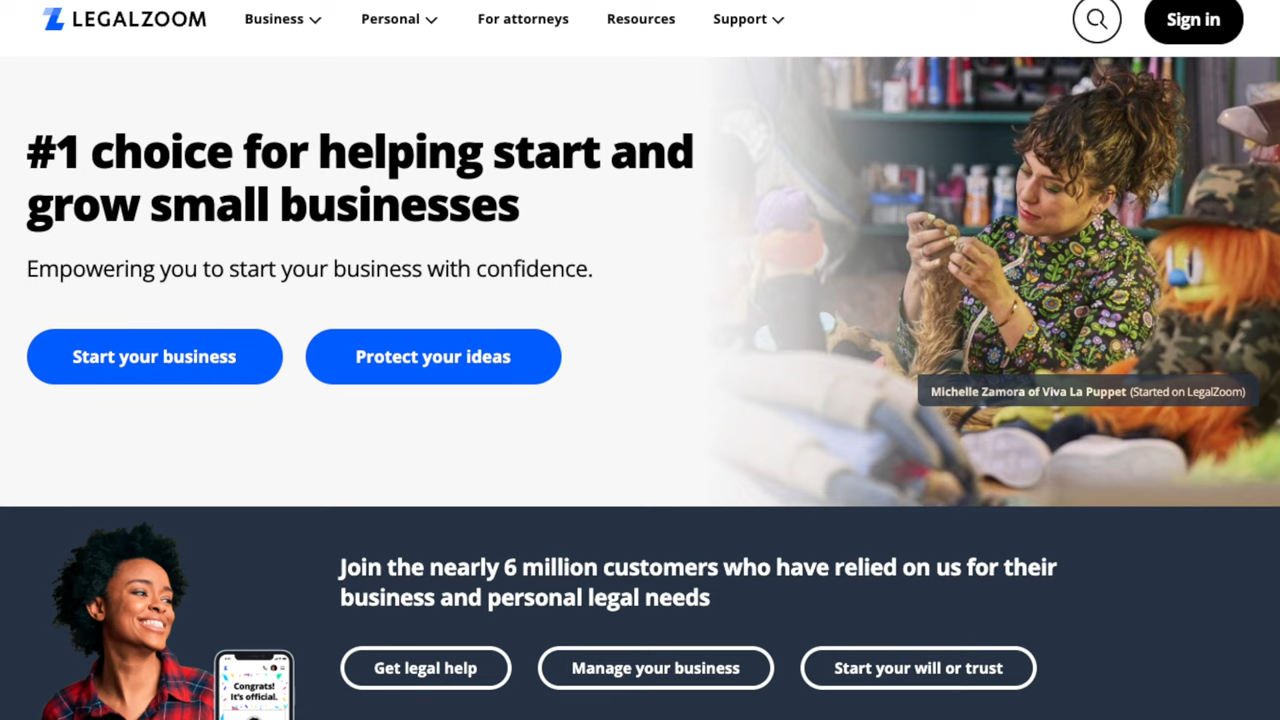 LEGALZOOM
Business
Personal
For attorneys
Resources
Support
Sign in
#1 choice for helping start and
grow small businesses
Empowering you to start your business with confidence.
Start your business
Protect your ideas
Michelle Zamora of Viva La Puppet (Started on LegalZoom)
Join the nearly 6 million customers who have relied on us for their
business and personal legal needs
Get legal help
Manage your business
Start your will or trust
Congrats!
It's official.